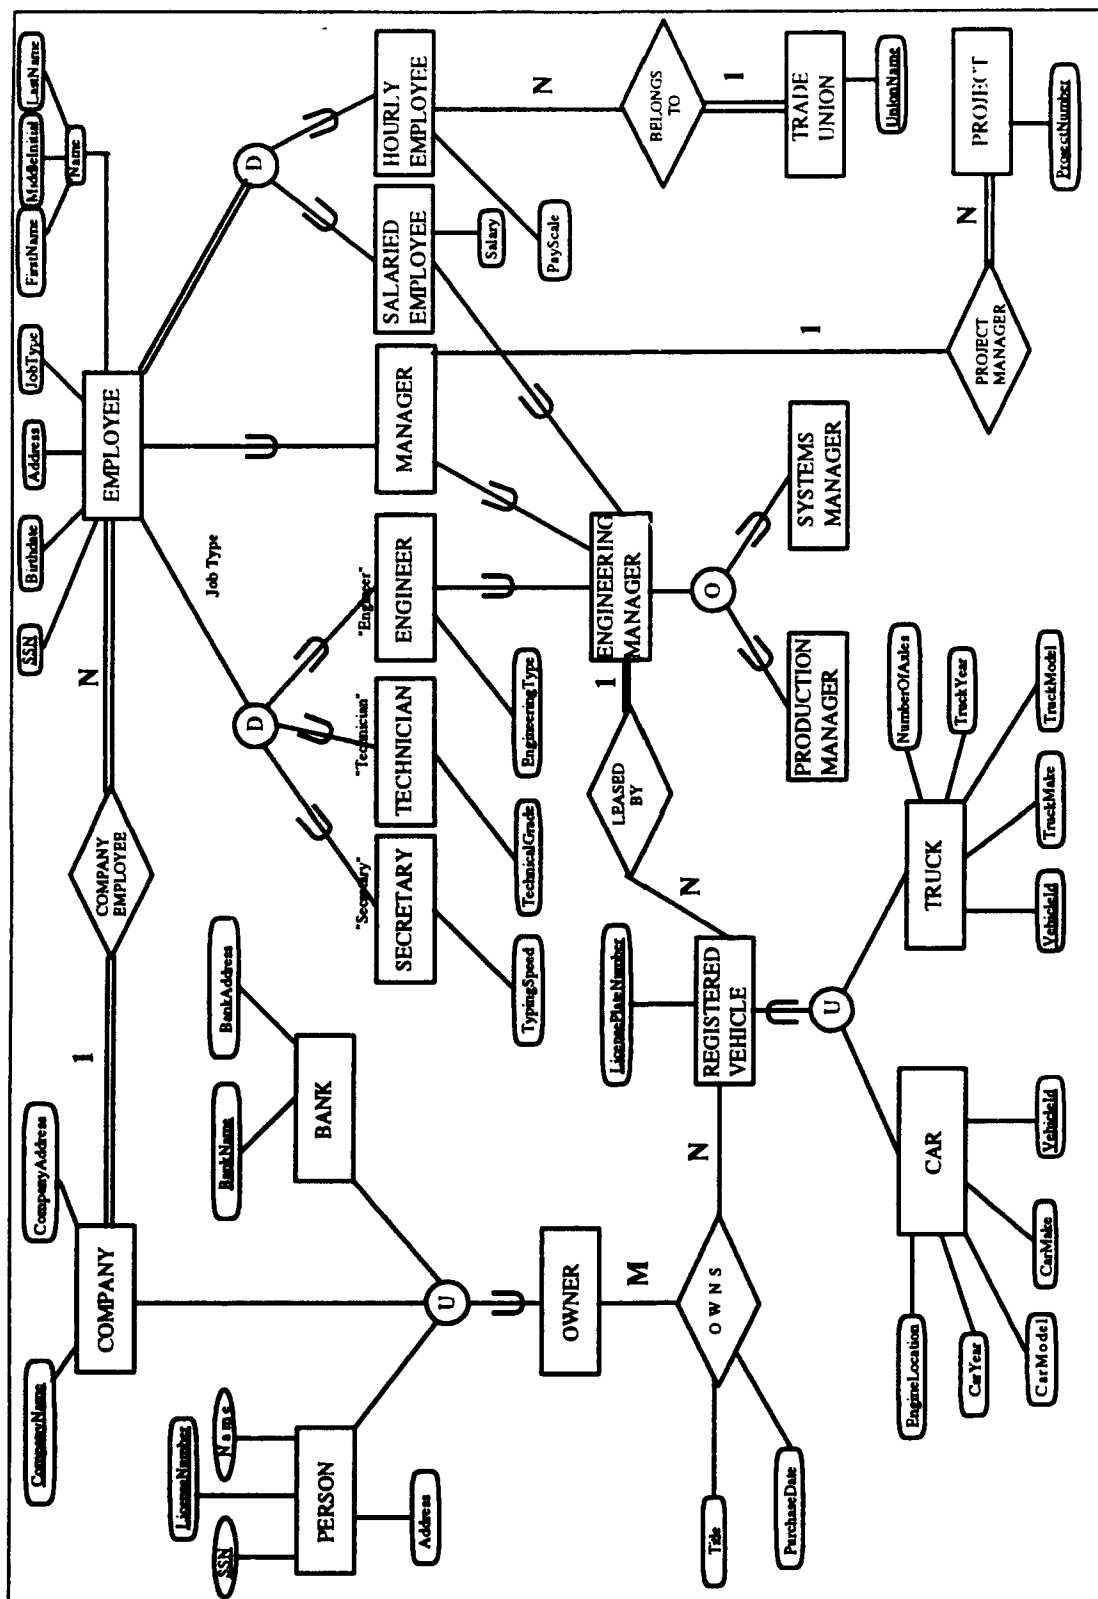 CompanyName
CompanyAddress
COMPANY
1
COMPANY
EMPLOYEE
N
SSN
Birthdate
Address
JobType
FirstName
MiddleInitial
LastName
Name
EMPLOYEE
SSN
LicenseNumber
Name
PERSON
Address
BankName
BankAddress
BANK
U
Job Type
D
D
"Secretary"
"Technician"
"Engineer"
SECRETARY
TECHNICIAN
ENGINEER
MANAGER
SALARIED
EMPLOYEE
HOURLY
EMPLOYEE
TypingSpeed
TechnicalGrade
EngineeringType
Salary
PayScale
N
OWNER
M
LicensePlateNumber
LEASED
BY
1
N
ENGINEERING
MANAGER
BELONGS
TO
1
OWNS
N
REGISTERED
VEHICLE
O
PRODUCTION
MANAGER
SYSTEMS
MANAGER
1
TRADE
UNION
UnionName
Title
PurchaseDate
U
CAR
TRUCK
EngineLocation
CarYear
CarModel
CarMake
VehicleId
VehicleId
TruckMake
TruckModel
TruckYear
NumberOfAxles
PROJECT
MANAGER
N
PROJECT
ProjectNumber